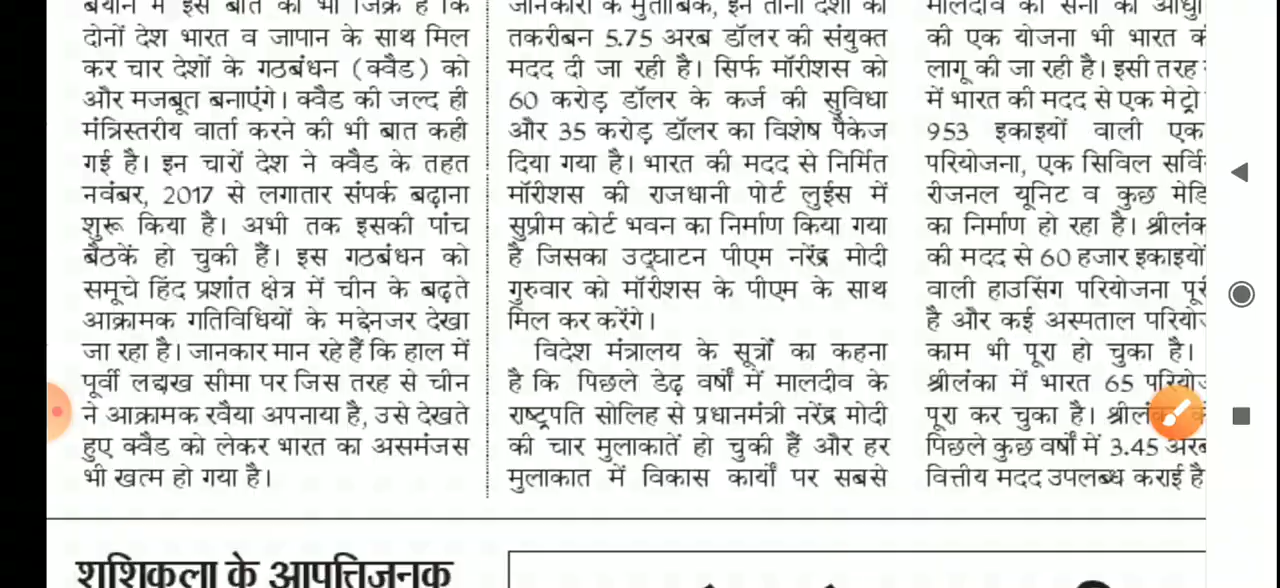 बयान में इस बात का भी जिक्र है कि
दोनों देश भारत व जापान के साथ मिल
कर चार देशों के गठबंधन (क्वैड) को
और मजबूत बनाएंगे। क्वैड की जल्द ही
मंत्रिस्तरीय वार्ता करने की भी बात कही
गई है। इन चारों देश ने क्वैड के तहत
नवंबर, 2017 से लगातार संपर्क बढ़ाना
शुरू किया है। अभी तक इसकी पांच
बैठकें हो चुकी हैं। इस गठबंधन को
समूचे हिंद प्रशांत क्षेत्र में चीन के बढ़ते
आक्रामक गतिविधियों के मद्देनजर देखा
जा रहा है। जानकार मान रहे हैं कि हाल में
पूर्वी लद्दाख सीमा पर जिस तरह से चीन
ने आक्रामक रवैया अपनाया है, उसे देखते
हुए क्वैड को लेकर भारत का असमंजस
भी खत्म हो गया है।
जानकारी के मुताबिक, इन तीनों देशों को
तकरीबन 5.75 अरब डॉलर की संयुक्त
मदद दी जा रही है। सिर्फ मॉरीशस को
60 करोड़ डॉलर के कर्ज की सुविधा
और 35 करोड़ डॉलर का विशेष पैकेज
दिया गया है। भारत की मदद से निर्मित
मॉरीशस की राजधानी पोर्ट लुईस में
सुप्रीम कोर्ट भवन का निर्माण किया गया
है जिसका उद्घाटन पीएम नरेंद्र मोदी
गुरुवार को मॉरीशस के पीएम के साथ
मिल कर करेंगे।
विदेश मंत्रालय के सूत्रों का कहना
है कि पिछले डेढ़ वर्षों में मालदीव के
राष्ट्रपति सोलिह से प्रधानमंत्री नरेंद्र मोदी
की चार मुलाकातें हो चुकी हैं और हर
मुलाकात में विकास कार्यों पर सबसे
मालदीव की सेना को
की एक योजना भी भारत
लागू की जा रही है। इसी तरह
में भारत की मदद से एक मेट्रो
953 इकाइयों वाली एक
परियोजना, एक सिविल
रीजनल यूनिट व कुछ
का निर्माण हो रहा है।
की मदद से 60 हजार इकाइयों
वाली हाउसिंग परियोजना
है और कई अस्पताल
काम भी पूरा हो चुका है।
श्रीलंका में भारत 65
पूरा कर चुका है।
पिछले कुछ वर्षों में 3.45 अरब
वित्तीय मदद उपलब्ध कराई है
शशिकला के आपत्तिजनक